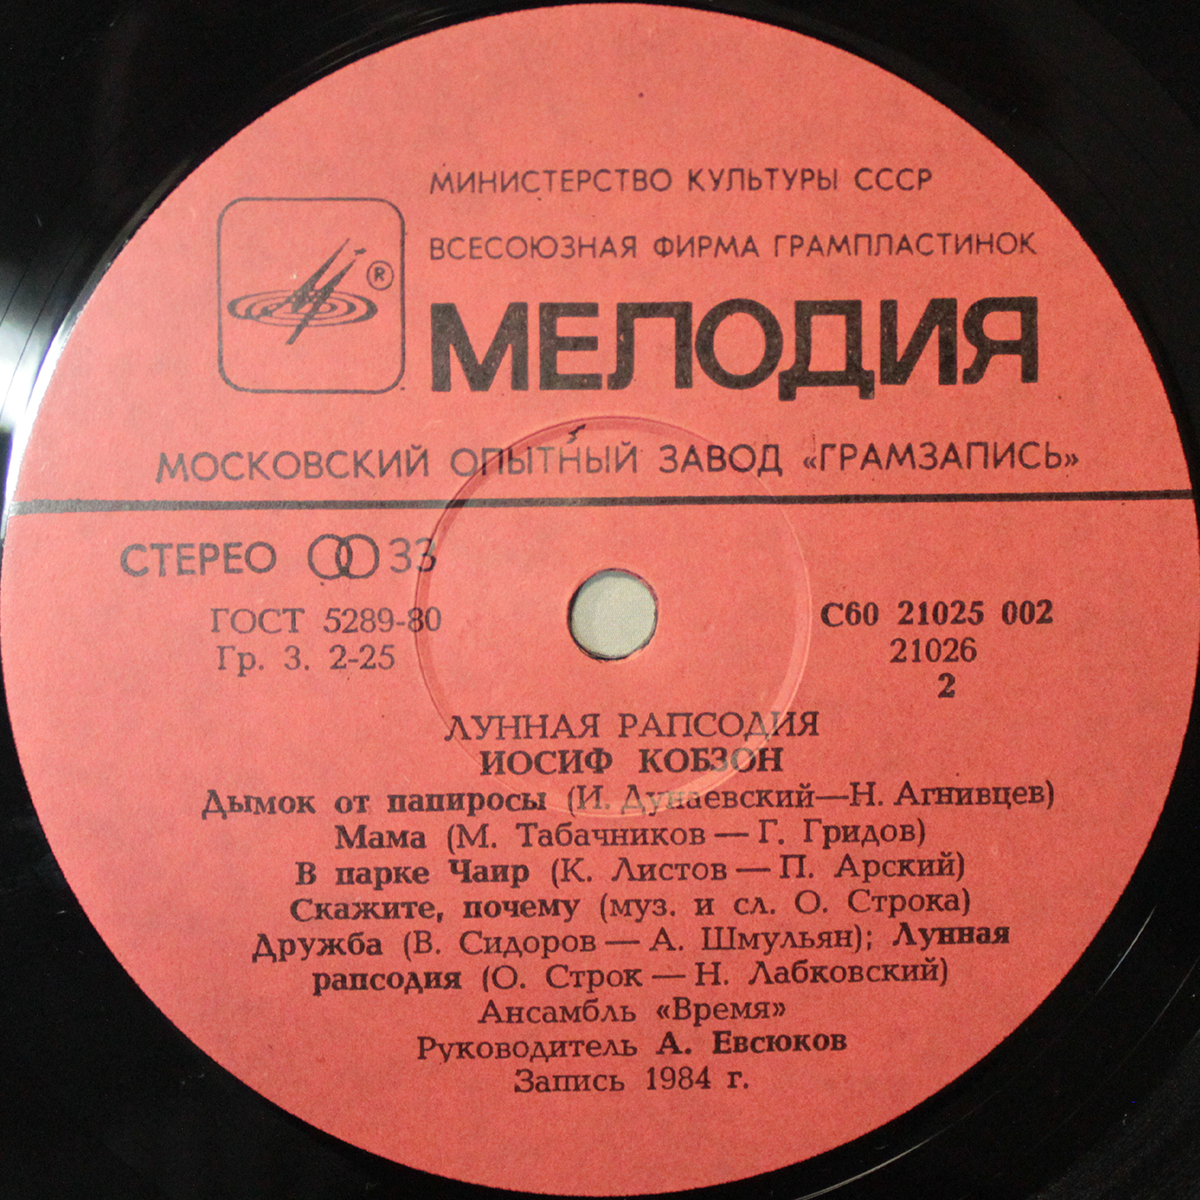 МИНИСТЕРСТВО КУЛЬТУРЫ СССР
ВСЕСОЮЗНАЯ ФИРМА ГРАМПЛАСТИНОК
®
МЕЛОДИЯ
МОСКОВСКИЙ ОПЫТНЫЙ ЗАВОД «ГРАМЗАПИСЬ»
СТЕРЕО 33
ГОСТ 5289-80
Гр. 3. 2-25
С60 21025 002
21026
2
ЛУННАЯ РАПСОДИЯ
ИОСИФ КОБЗОН
Дымок от папиросы (И. Дунаевский—Н. Агнивцев)
Мама (М. Табачников — Г. Гридов)
В парке Чаир (К. Листов — П. Арский)
Скажите, почему (муз. и сл. О. Строка)
Дружба (В. Сидоров — А. Шмульян); Лунная
рапсодия (О. Строк — Н. Лабковский)
Ансамбль «Время»
Руководитель А. Евсюков
Запись 1984 г.